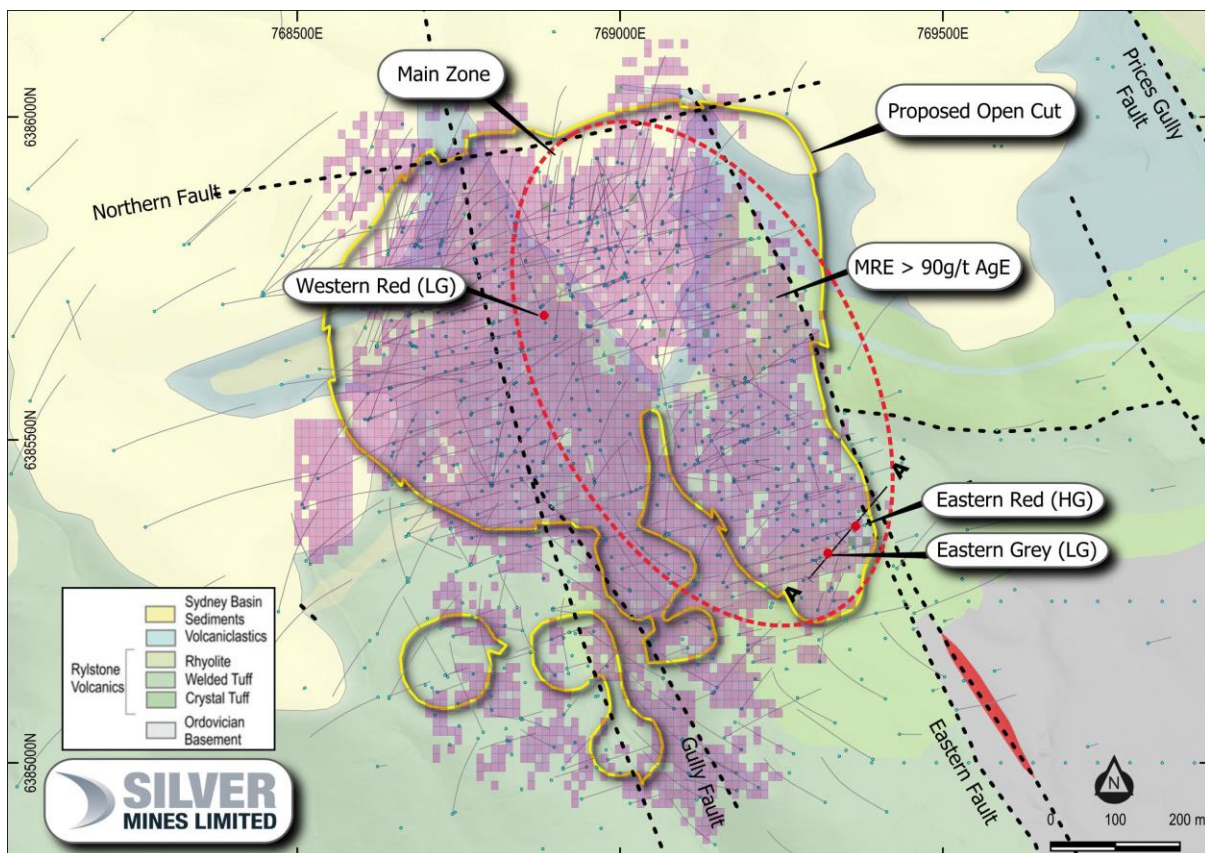 768500E
769000E
769500E
6386000N
6385500N
6385000N
Main Zone
Proposed Open Cut
Prices Gully
Fault
Northern Fault
MRE > 90g/t AgE
Western Red (LG)
A'
Eastern Red (HG)
Eastern Grey (LG)
A
Gully Fault
Eastern Fault
Sydney Basin
Sediments
Volcaniclastics
Rylstone
Volcanics
Rhyolite
Welded Tuff
Crystal Tuff
Ordovician
Basement
SILVER
MINES LIMITED
N
0 100 200 m